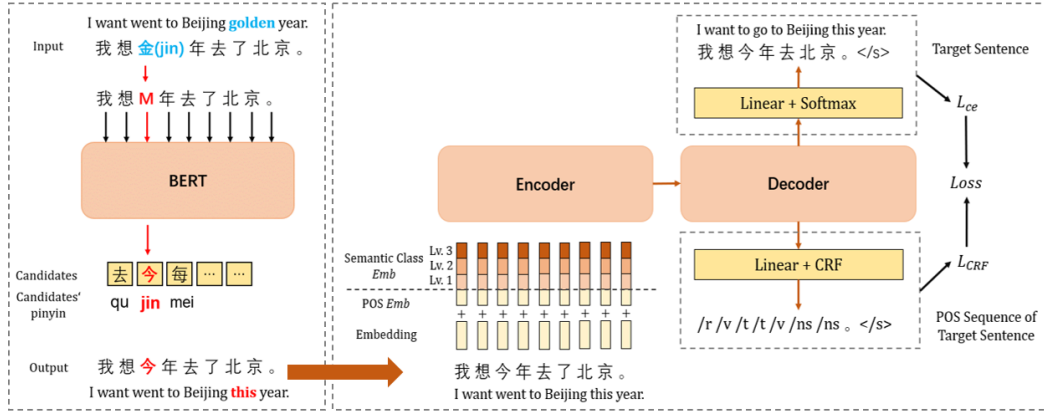 I want went to Beijing golden year.
Input
我 想 金(jin) 年 去 了 北 京 。
我 想 M 年 去 了 北 京 。
BERT
Candidates
去 今 每 ... ...
Candidates‘ pinyin
qu jin mei
Output
我 想 今 年 去 了 北 京 。
I want went to Beijing this year.
I want to go to Beijing this year.
我 想 今 年 去 北 京 。</s>
Target Sentence
Linear + Softmax
L_ce
Encoder
Decoder
Loss
Semantic Class
Emb
Lv. 3
Lv. 2
Lv. 1
POS Emb
+ + + + + + + +
Embedding
Linear + CRF
L_CRF
/r /v /t /t /v /ns /ns 。</s>
POS Sequence of
Target Sentence
我 想 今 年 去 了 北 京 。
I want went to Beijing this year.